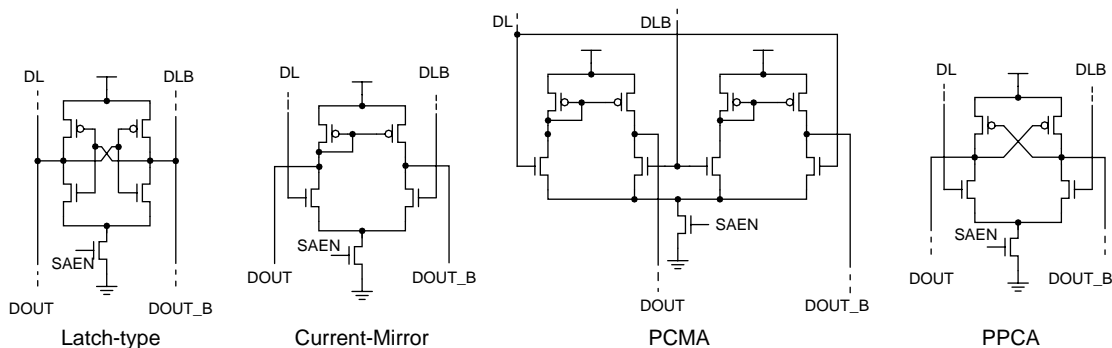 DL
DLB
SAEN
DOUT
DOUT_B
Latch-type
DL
DLB
SAEN
DOUT
DOUT_B
Current-Mirror
DL
DLB
SAEN
DOUT
DOUT_B
PCMA
DL
DLB
SAEN
DOUT
DOUT_B
PPCA